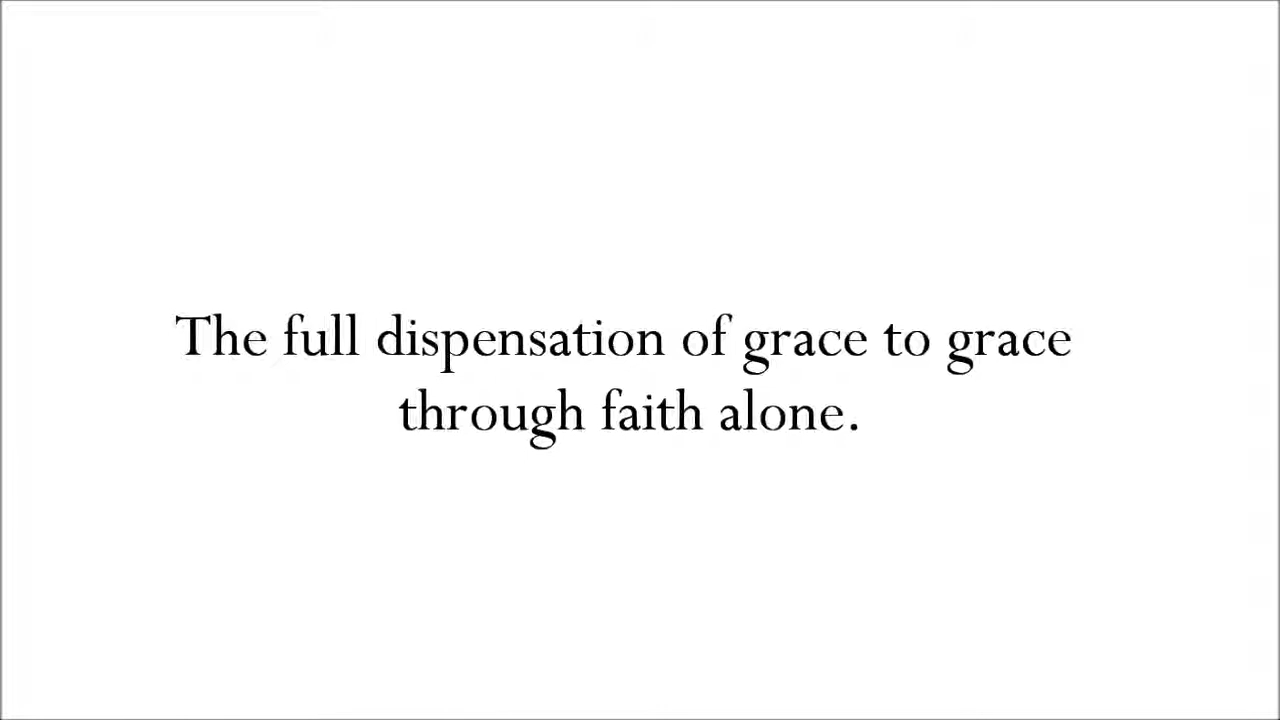 The full dispensation of grace to grace
through faith alone.